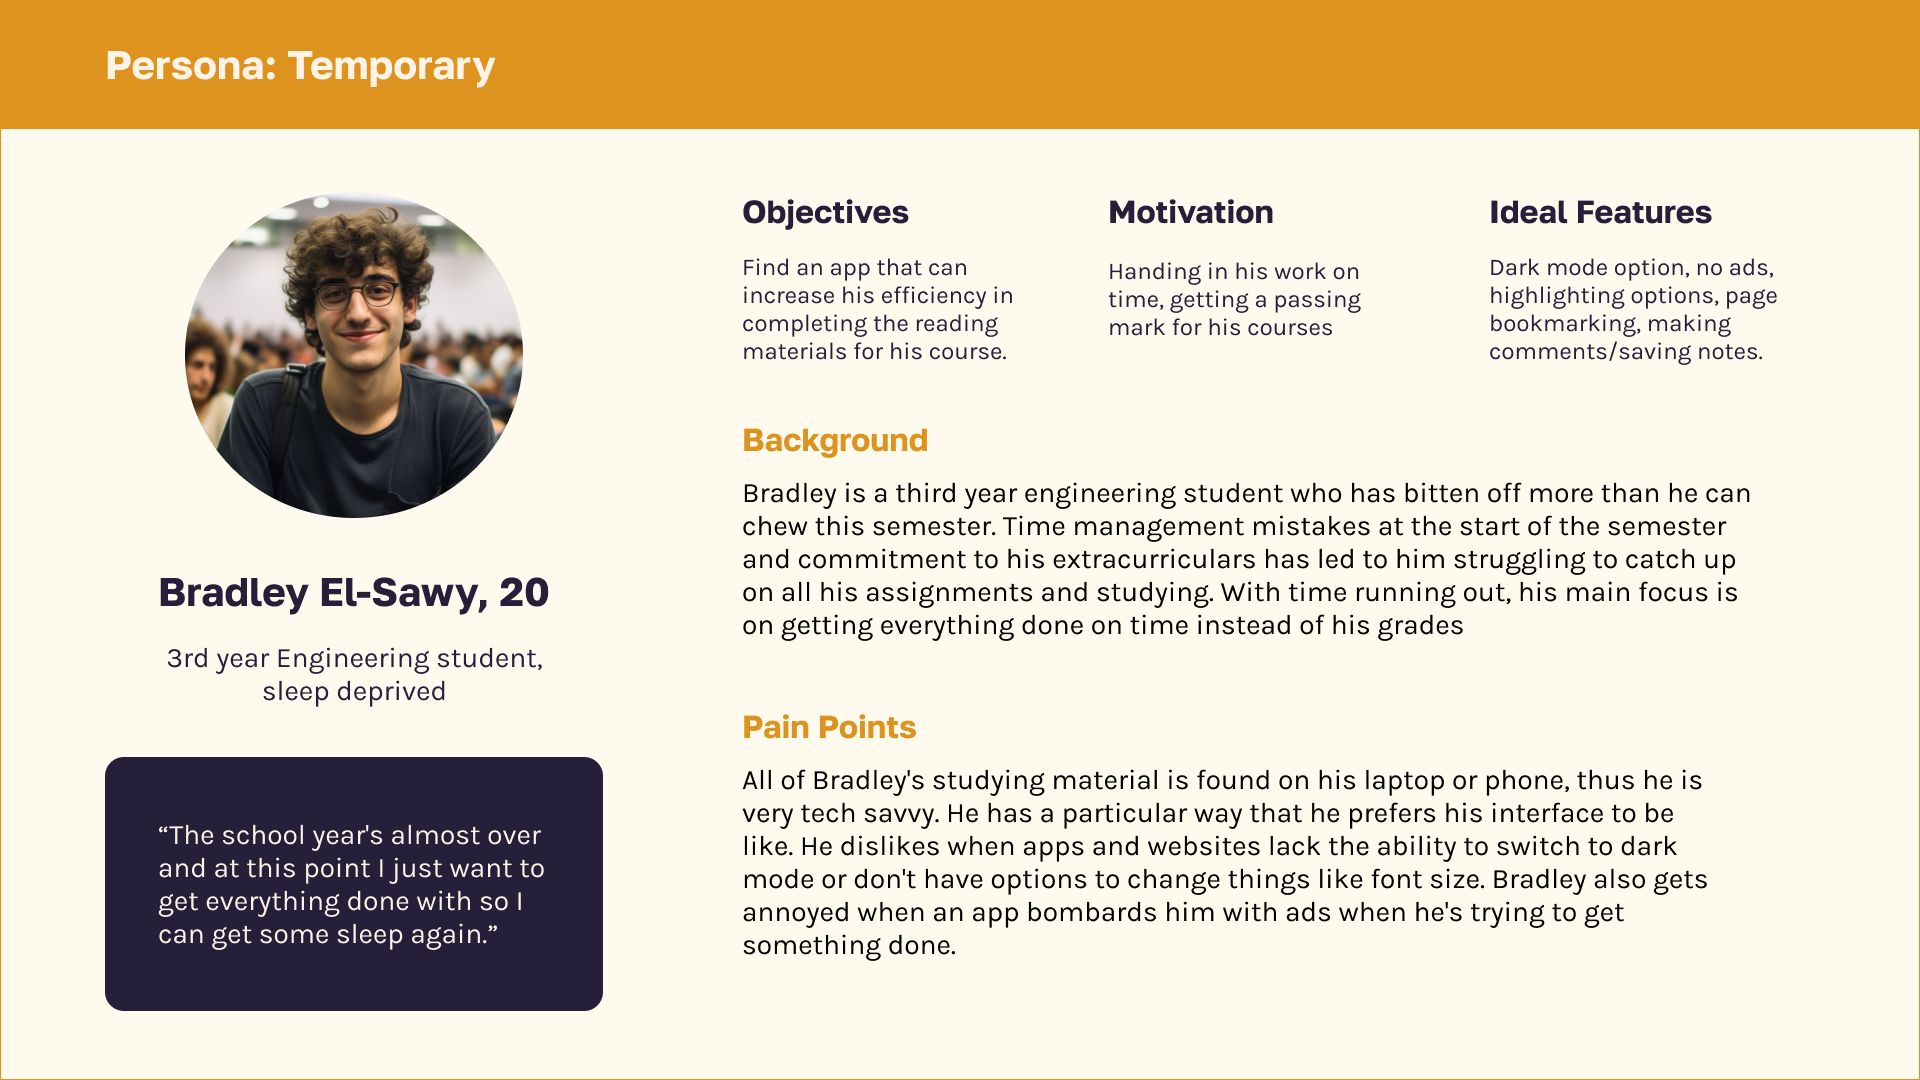 Persona: Temporary
Bradley El-Sawy, 20
3rd year Engineering student,
sleep deprived
“The school year's almost over
and at this point I just want to
get everything done with so I
can get some sleep again.”
Objectives
Find an app that can
increase his efficiency in
completing the reading
materials for his course.
Motivation
Handing in his work on
time, getting a passing
mark for his courses
Ideal Features
Dark mode option, no ads,
highlighting options, page
bookmarking, making
comments/saving notes.
Background
Bradley is a third year engineering student who has bitten off more than he can
chew this semester. Time management mistakes at the start of the semester
and commitment to his extracurriculars has led to him struggling to catch up
on all his assignments and studying. With time running out, his main focus is
on getting everything done on time instead of his grades
Pain Points
All of Bradley's studying material is found on his laptop or phone, thus he is
very tech savvy. He has a particular way that he prefers his interface to be
like. He dislikes when apps and websites lack the ability to switch to dark
mode or don't have options to change things like font size. Bradley also gets
annoyed when an app bombards him with ads when he's trying to get
something done.